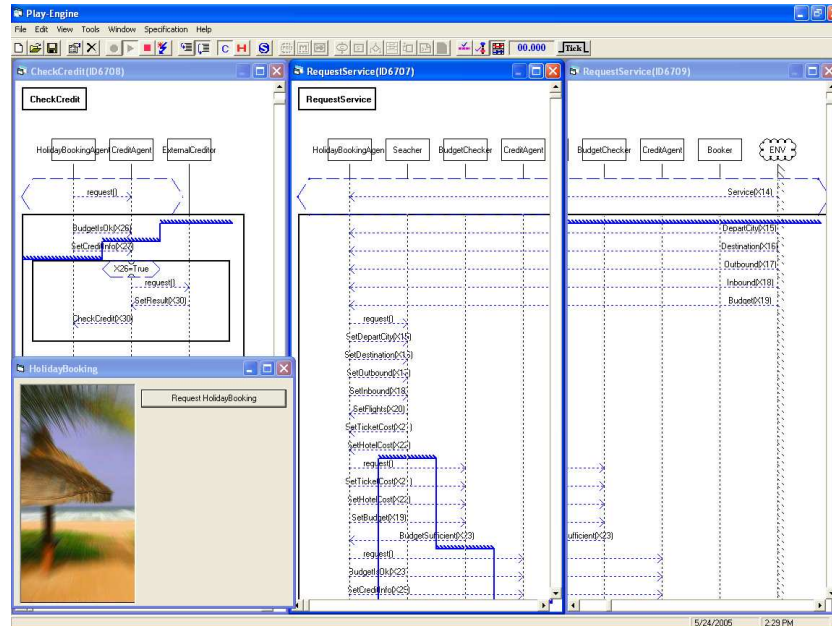 Play-Engine
File Edit View Tools Window Specification Help
C H S 00.000 Tick
CheckCredit(ID6708)
CheckCredit
HolidayBookingAgent CreditAgent ExternalCreditor
request()
BudgetIsOk(X26)
SetCreditInfo(X27)
X26=True
request()
SetResult(X30)
CheckCredit(X30)
HolidayBooking
Request HolidayBooking
RequestService(ID6707)
RequestService
HolidayBookingAgen Seacher BudgetChecker CreditAgent
request()
SetDepartCity(X15)
SetDestination(X16)
SetOutbound(X17)
SetInbound(X18)
SetFlights(X20)
SetTicketCost(X21)
SetHotelCost(X22)
request()
SetTicketCost(X21)
SetHotelCost(X22)
SetBudget(X19)
BudgetSufficient(X23)
request()
BudgetIsOk(X23)
SetCreditInfo(X25)
RequestService(ID6709)
BudgetChecker CreditAgent Booker ENV
Service(X14)
DepartCity(X15)
Destination(X16)
Outbound(X17)
Inbound(X18)
Budget(X19)
ufficient(X23)
5/24/2005 2:29 PM